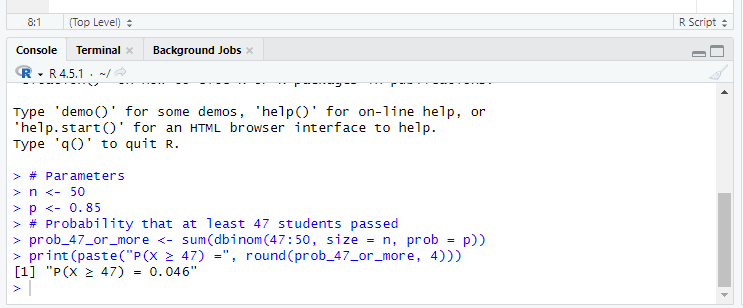 8:1 (Top Level) R Script
Console Terminal Background Jobs
R 4.5.1 · ~/
Type 'demo()' for some demos, 'help()' for on-line help, or
'help.start()' for an HTML browser interface to help.
Type 'q()' to quit R.
> # Parameters
> n <- 50
> p <- 0.85
> # Probability that at least 47 students passed
> prob_47_or_more <- sum(dbinom(47:50, size = n, prob = p))
> print(paste("P(X ≥ 47) =", round(prob_47_or_more, 4)))
[1] "P(X ≥ 47) = 0.046"
>